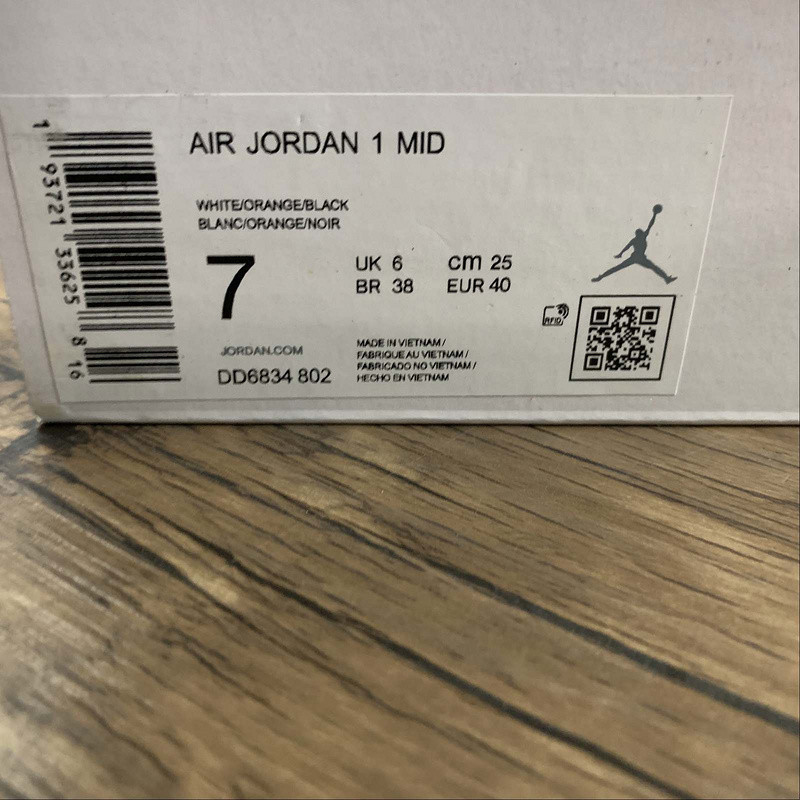 AIR JORDAN 1 MID
WHITE/ORANGE/BLACK
BLANC/ORANGE/NOIR
7
UK 6 cm 25
BR 38 EUR 40
RFID
JORDAN.COM
DD6834 802
MADE IN VIETNAM /
FABRIQUE AU VIETNAM /
FABRICADO NO VIETNAM /
HECHO EN VIETNAM
1 93721 33625 8 16